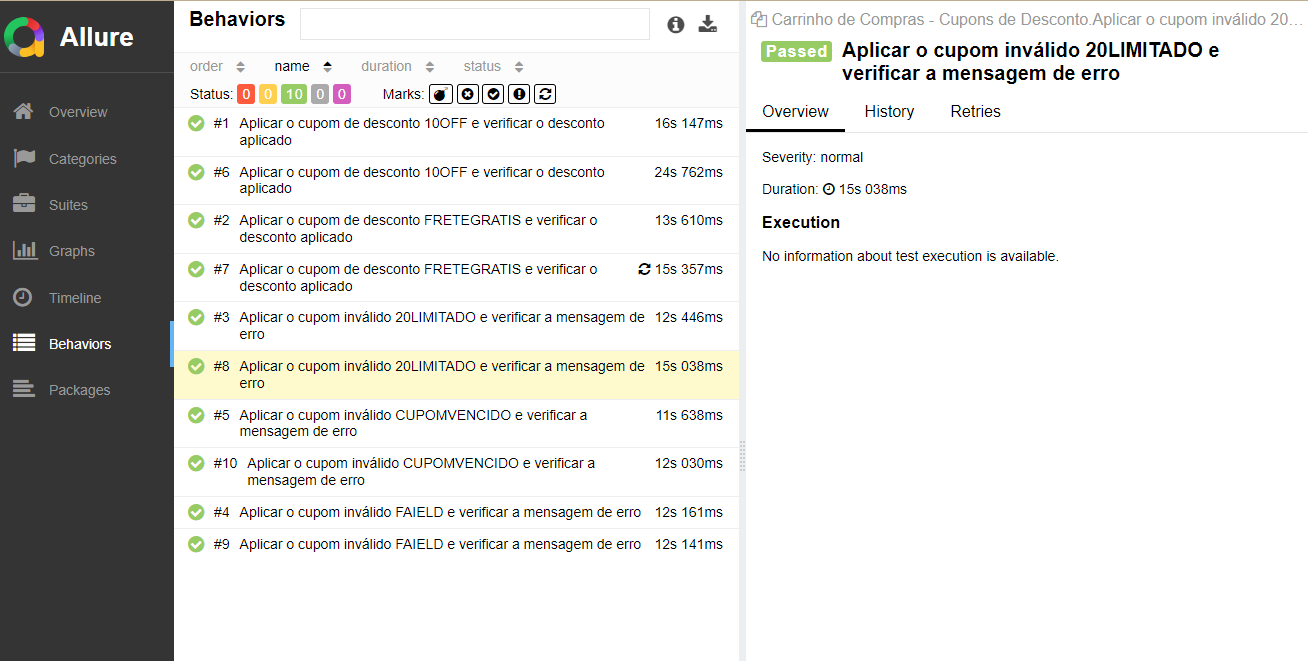 Allure
Overview
Categories
Suites
Graphs
Timeline
Behaviors
Packages
Behaviors
order name duration status
Status: 0 0 10 0 0 Marks:
#1 Aplicar o cupom de desconto 10OFF e verificar o desconto 16s 147ms
aplicado
#6 Aplicar o cupom de desconto 10OFF e verificar o desconto 24s 762ms
aplicado
#2 Aplicar o cupom de desconto FRETEGRATIS e verificar o 13s 610ms
desconto aplicado
#7 Aplicar o cupom de desconto FRETEGRATIS e verificar o 15s 357ms
desconto aplicado
#3 Aplicar o cupom inválido 20LIMITADO e verificar a mensagem de 12s 446ms
erro
#8 Aplicar o cupom inválido 20LIMITADO e verificar a mensagem de 15s 038ms
erro
#5 Aplicar o cupom inválido CUPOMVENCIDO e verificar a 11s 638ms
mensagem de erro
#10 Aplicar o cupom inválido CUPOMVENCIDO e verificar a 12s 030ms
mensagem de erro
#4 Aplicar o cupom inválido FAIELD e verificar a mensagem de erro 12s 161ms
#9 Aplicar o cupom inválido FAIELD e verificar a mensagem de erro 12s 141ms
Carrinho de Compras - Cupons de Desconto.Aplicar o cupom inválido 20...
Passed Aplicar o cupom inválido 20LIMITADO e
verificar a mensagem de erro
Overview History Retries
Severity: normal
Duration: 15s 038ms
Execution
No information about test execution is available.